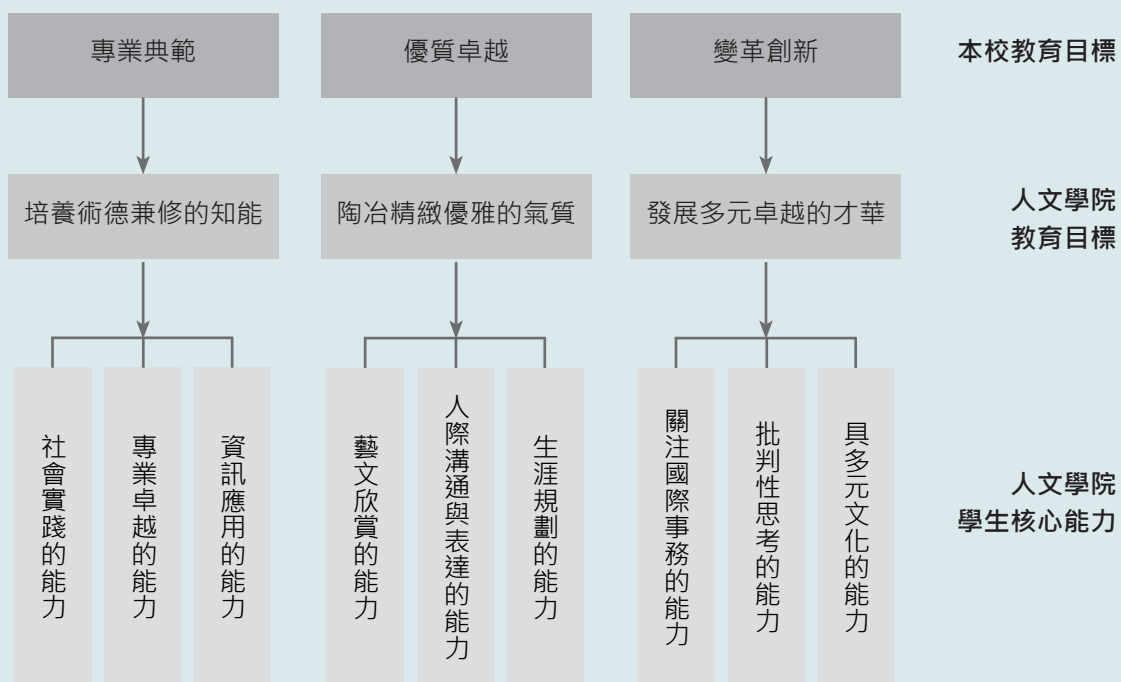 專業典範
優質卓越
變革創新
本校教育目標
培養術德兼修的知能
陶冶精緻優雅的氣質
發展多元卓越的才華
人文學院
教育目標
社會實踐的能力
專業卓越的能力
資訊應用的能力
藝文欣賞的能力
人際溝通與表達的能力
生涯規劃的能力
關注國際事務的能力
批判性思考的能力
具多元文化的能力
人文學院
學生核心能力